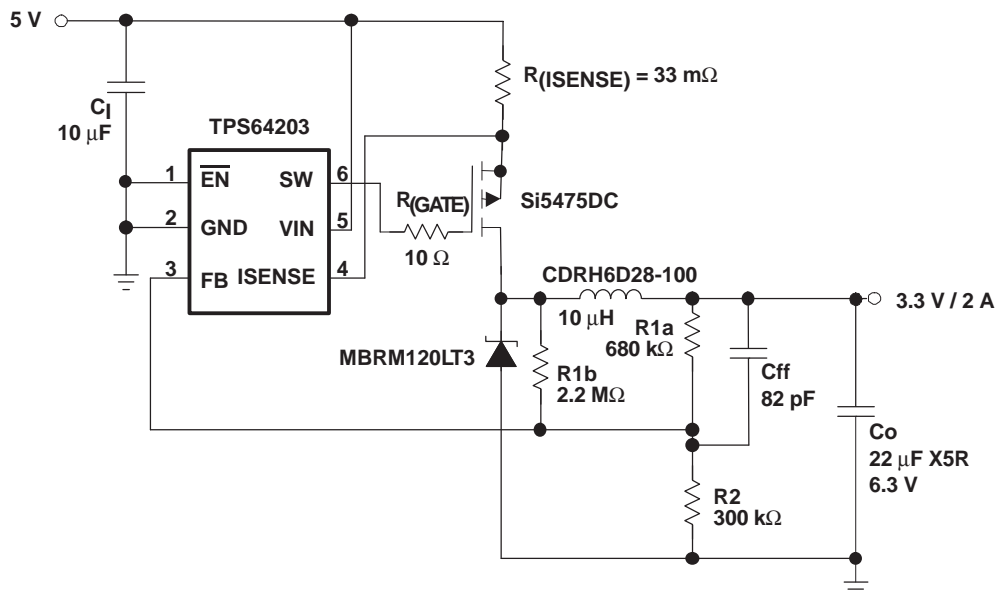 5 V
R(ISENSE) = 33 mΩ
CI
10 μF
TPS64203
1
EN
SW
6
2
GND
VIN
5
3
FB
ISENSE
4
R(GATE)
10 Ω
Si5475DC
CDRH6D28-100
10 μH
3.3 V / 2 A
R1a
680 kΩ
MBRM120LT3
R1b
2.2 MΩ
Cff
82 pF
Co
22 μF X5R
6.3 V
R2
300 kΩ